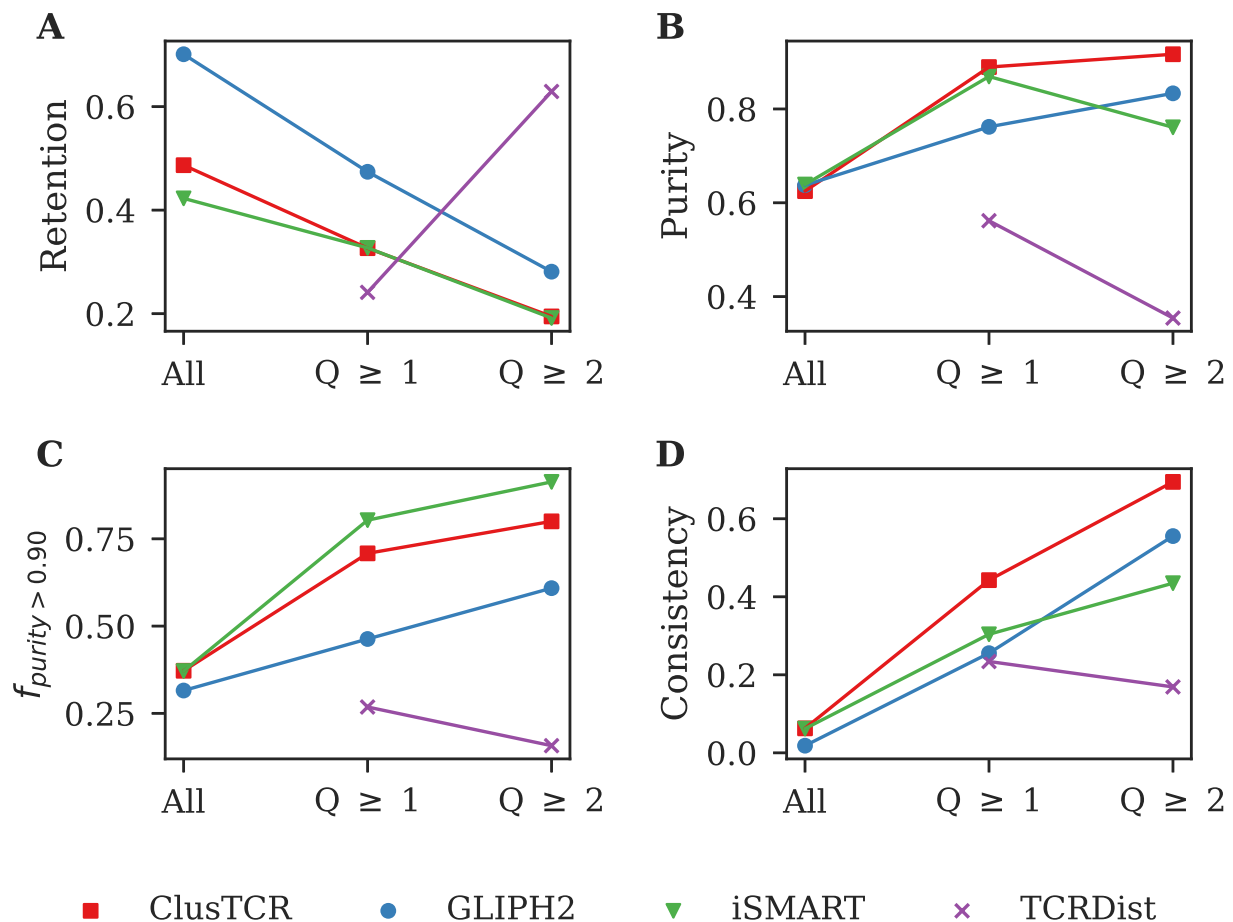 A
Retention
0.6
0.4
0.2
All
Q ≥ 1
Q ≥ 2
B
Purity
0.8
0.6
0.4
All
Q ≥ 1
Q ≥ 2
C
f purity > 0.90
0.75
0.50
0.25
All
Q ≥ 1
Q ≥ 2
D
Consistency
0.6
0.4
0.2
0.0
All
Q ≥ 1
Q ≥ 2
ClusTCR GLIPH2 iSMART TCRDist